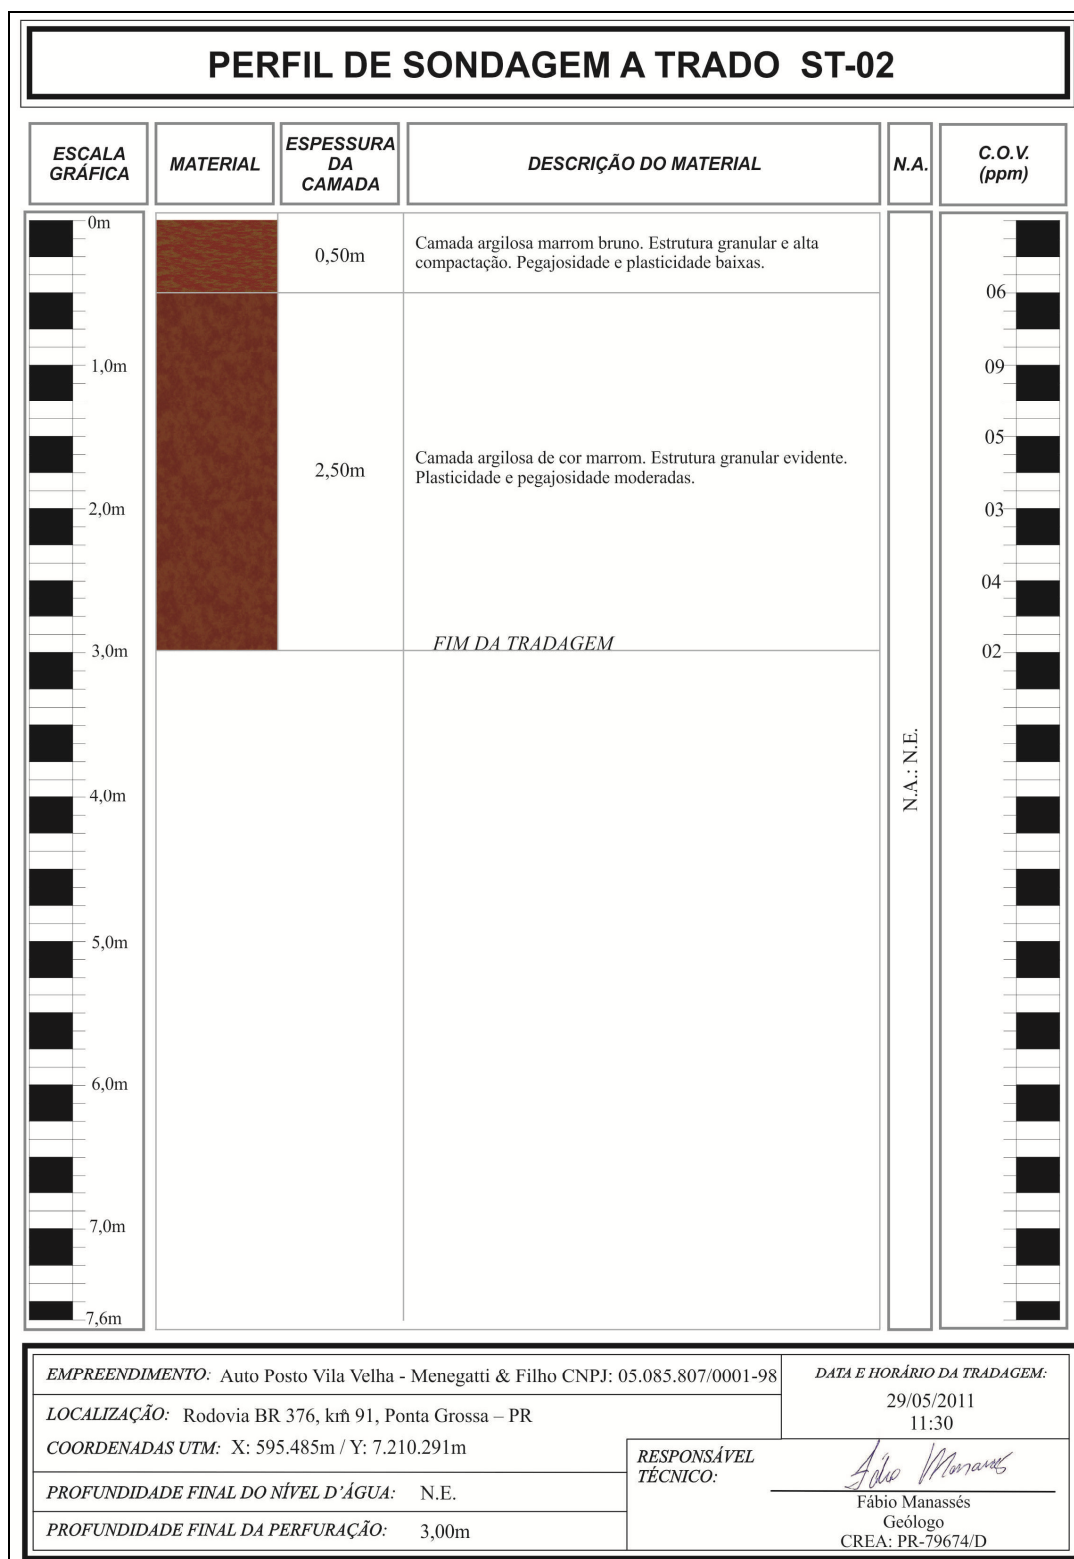 PERFIL DE SONDAGEM A TRADO ST-02
ESCALA
GRÁFICA
MATERIAL
ESPESSURA
DA
CAMADA
DESCRIÇÃO DO MATERIAL
N.A.
C.O.V.
(ppm)
0m
1,0m
2,0m
3,0m
4,0m
5,0m
6,0m
7,0m
7,6m
0,50m
Camada argilosa marrom bruno. Estrutura granular e alta
compactação. Pegajosidade e plasticidade baixas.
2,50m
Camada argilosa de cor marrom. Estrutura granular evidente.
Plasticidade e pegajosidade moderadas.
FIM DA TRADAGEM
N.A.: N.E.
06
09
05
03
04
02
EMPREENDIMENTO: Auto Posto Vila Velha - Menegatti & Filho CNPJ: 05.085.807/0001-98
LOCALIZAÇÃO: Rodovia BR 376, km 91, Ponta Grossa – PR
COORDENADAS UTM: X: 595.485m / Y: 7.210.291m
PROFUNDIDADE FINAL DO NÍVEL D'ÁGUA: N.E.
PROFUNDIDADE FINAL DA PERFURAÇÃO: 3,00m
DATA E HORÁRIO DA TRADAGEM:
29/05/2011
11:30
RESPONSÁVEL
TÉCNICO:
Fábio Manassés
Fábio Manassés
Geólogo
CREA: PR-79674/D